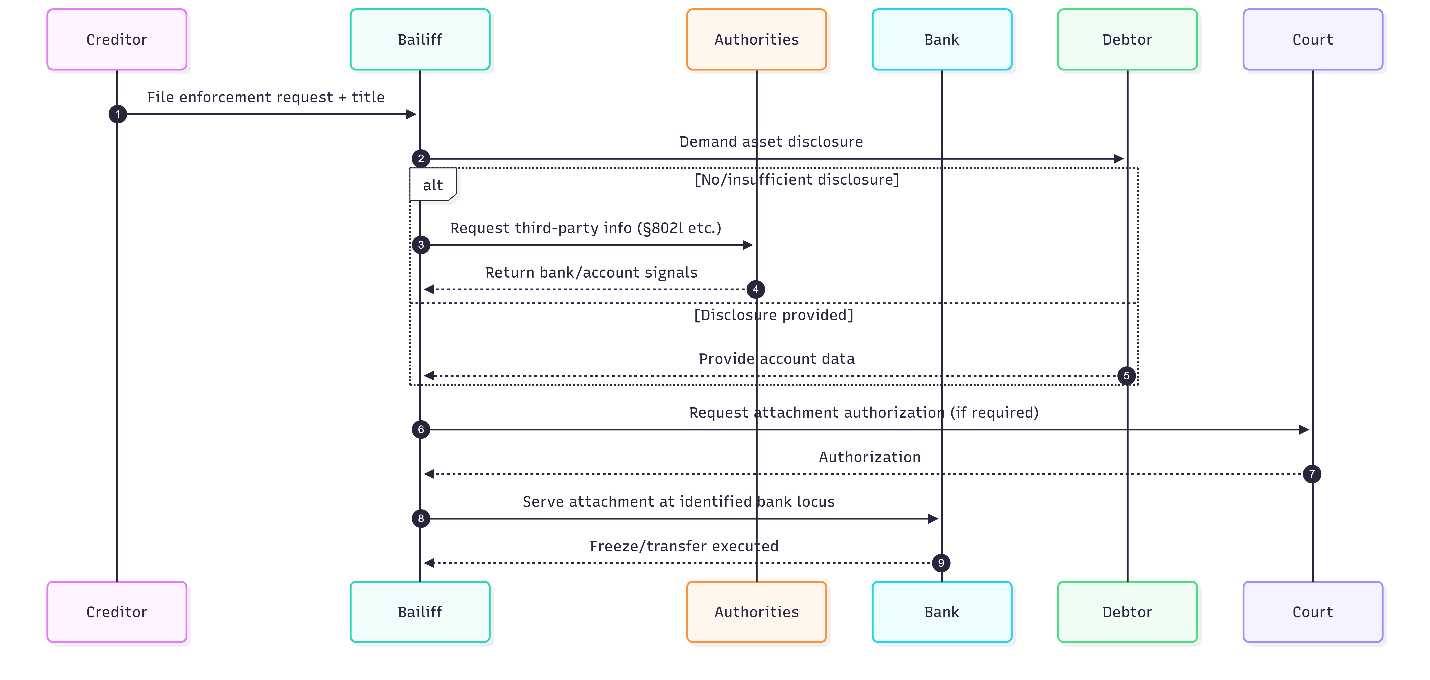 Creditor
Bailiff
Authorities
Bank
Debtor
Court
File enforcement request + title
1
Demand asset disclosure
2
alt
[No/insufficient disclosure]
Request third-party info (§802l etc.)
3
Return bank/account signals
4
[Disclosure provided]
Provide account data
5
Request attachment authorization (if required)
6
Authorization
7
Serve attachment at identified bank locus
8
Freeze/transfer executed
9
Creditor
Bailiff
Authorities
Bank
Debtor
Court